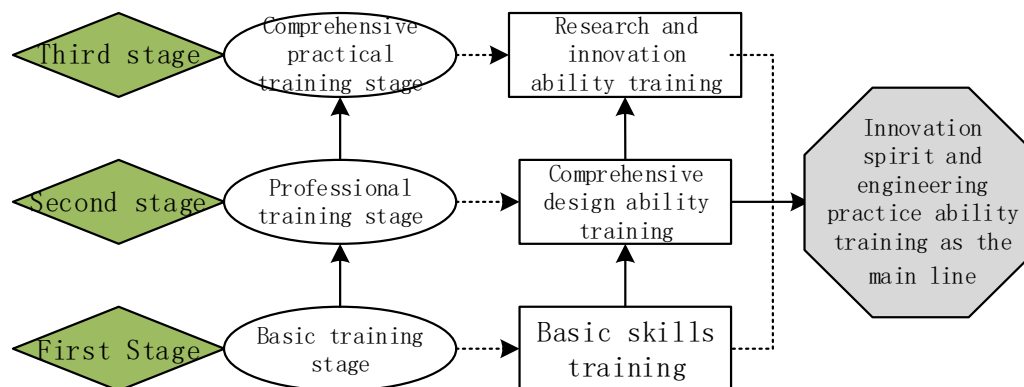 Third stage
Comprehensive
practical
training stage
Research and
innovation
ability training
Second stage
Professional
training stage
Comprehensive
design ability
training
First Stage
Basic training
stage
Basic skills
training
Innovation
spirit and
engineering
practice ability
training as the
main line